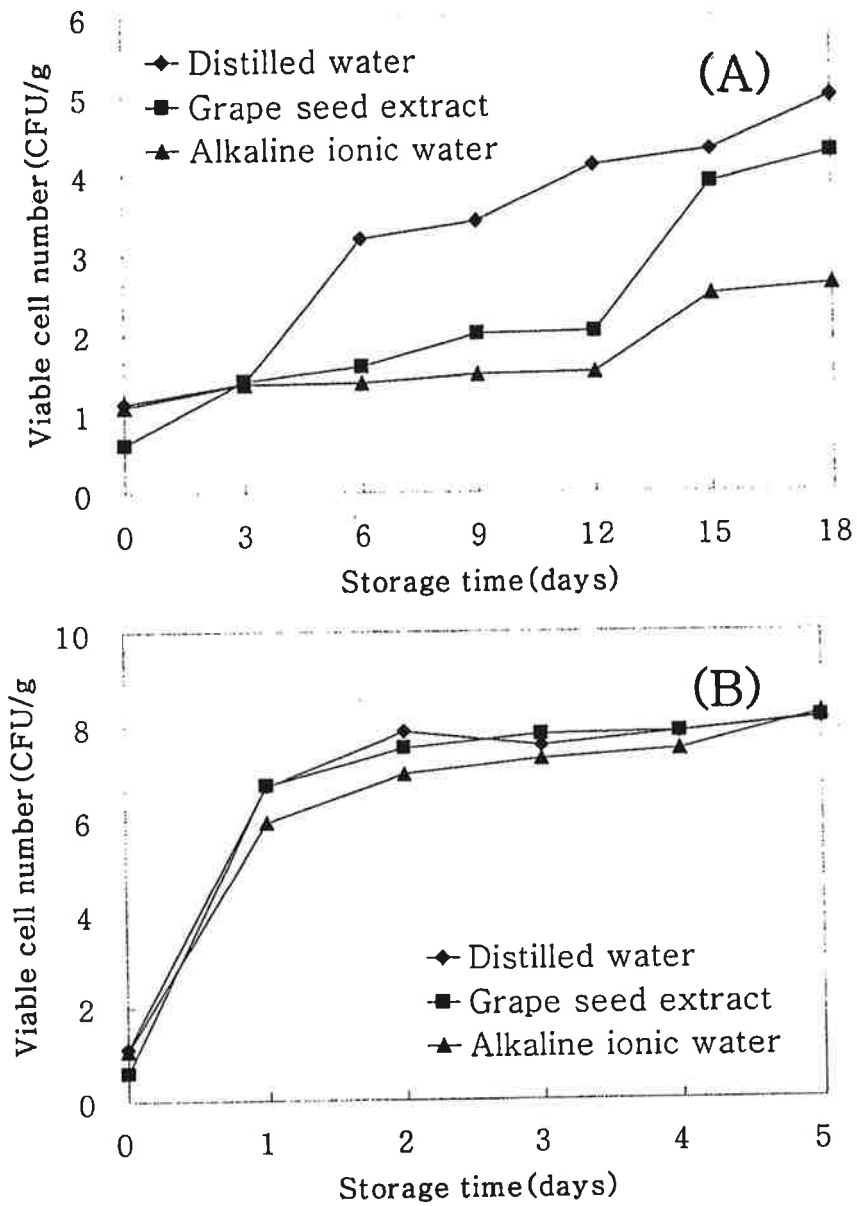 6
5
4
3
2
1
0
Viable cell number(CFU/g
Distilled water
Grape seed extract
Alkaline ionic water
(A)
0 3 6 9 12 15 18
Storage time(days)
10
8
6
4
2
0
Viable cell number (CFU/g
(B)
Distilled water
Grape seed extract
Alkaline ionic water
0 1 2 3 4 5
Storage time(days)